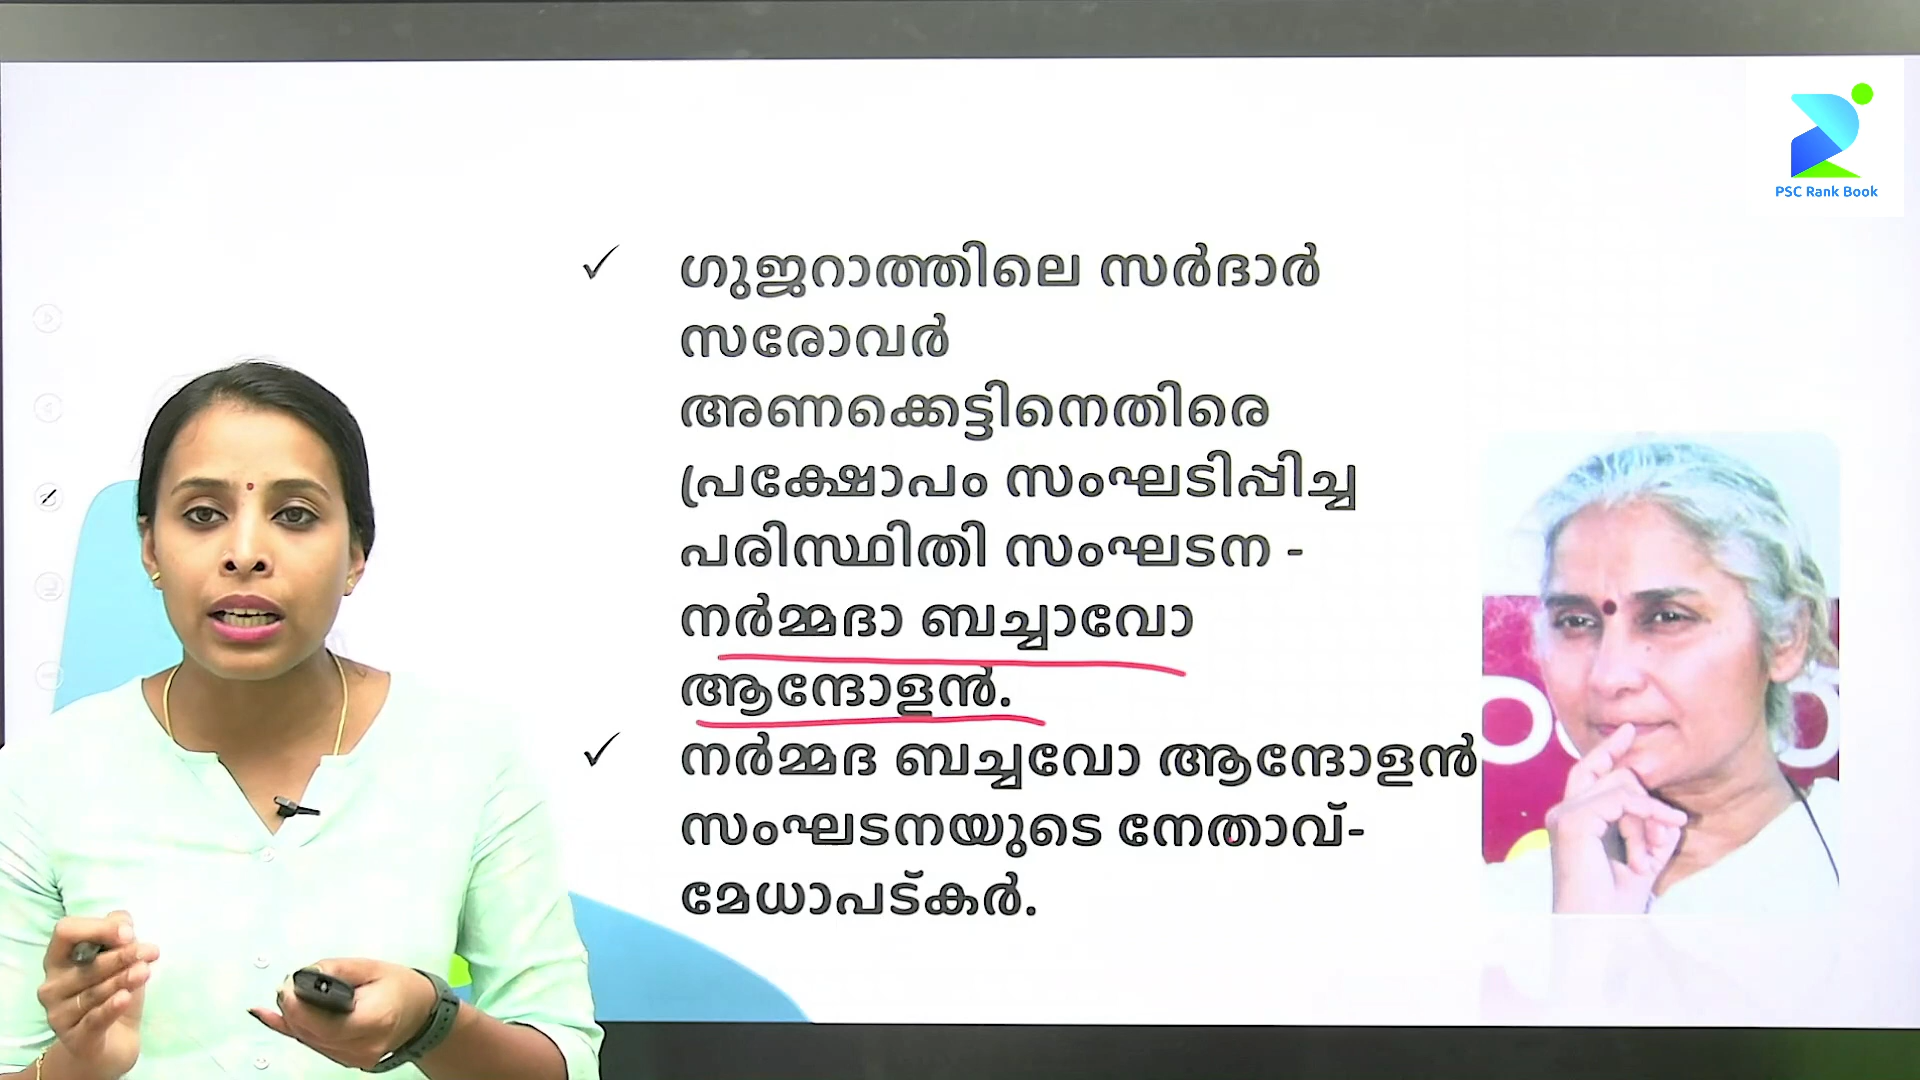 PSC Rank Book
✓ ഗുജറാത്തിലെ സർദാർ
സരോവർ
അണക്കെട്ടിനെതിരെ
പ്രക്ഷോപം സംഘടിപ്പിച്ച
പരിസ്ഥിതി സംഘടന -
നർമ്മദാ ബച്ചാവോ
ആന്ദോളൻ.
✓ നർമ്മദ ബച്ചവോ ആന്ദോളൻ
സംഘടനയുടെ നേതാവ്-
മേധാപട്കർ.